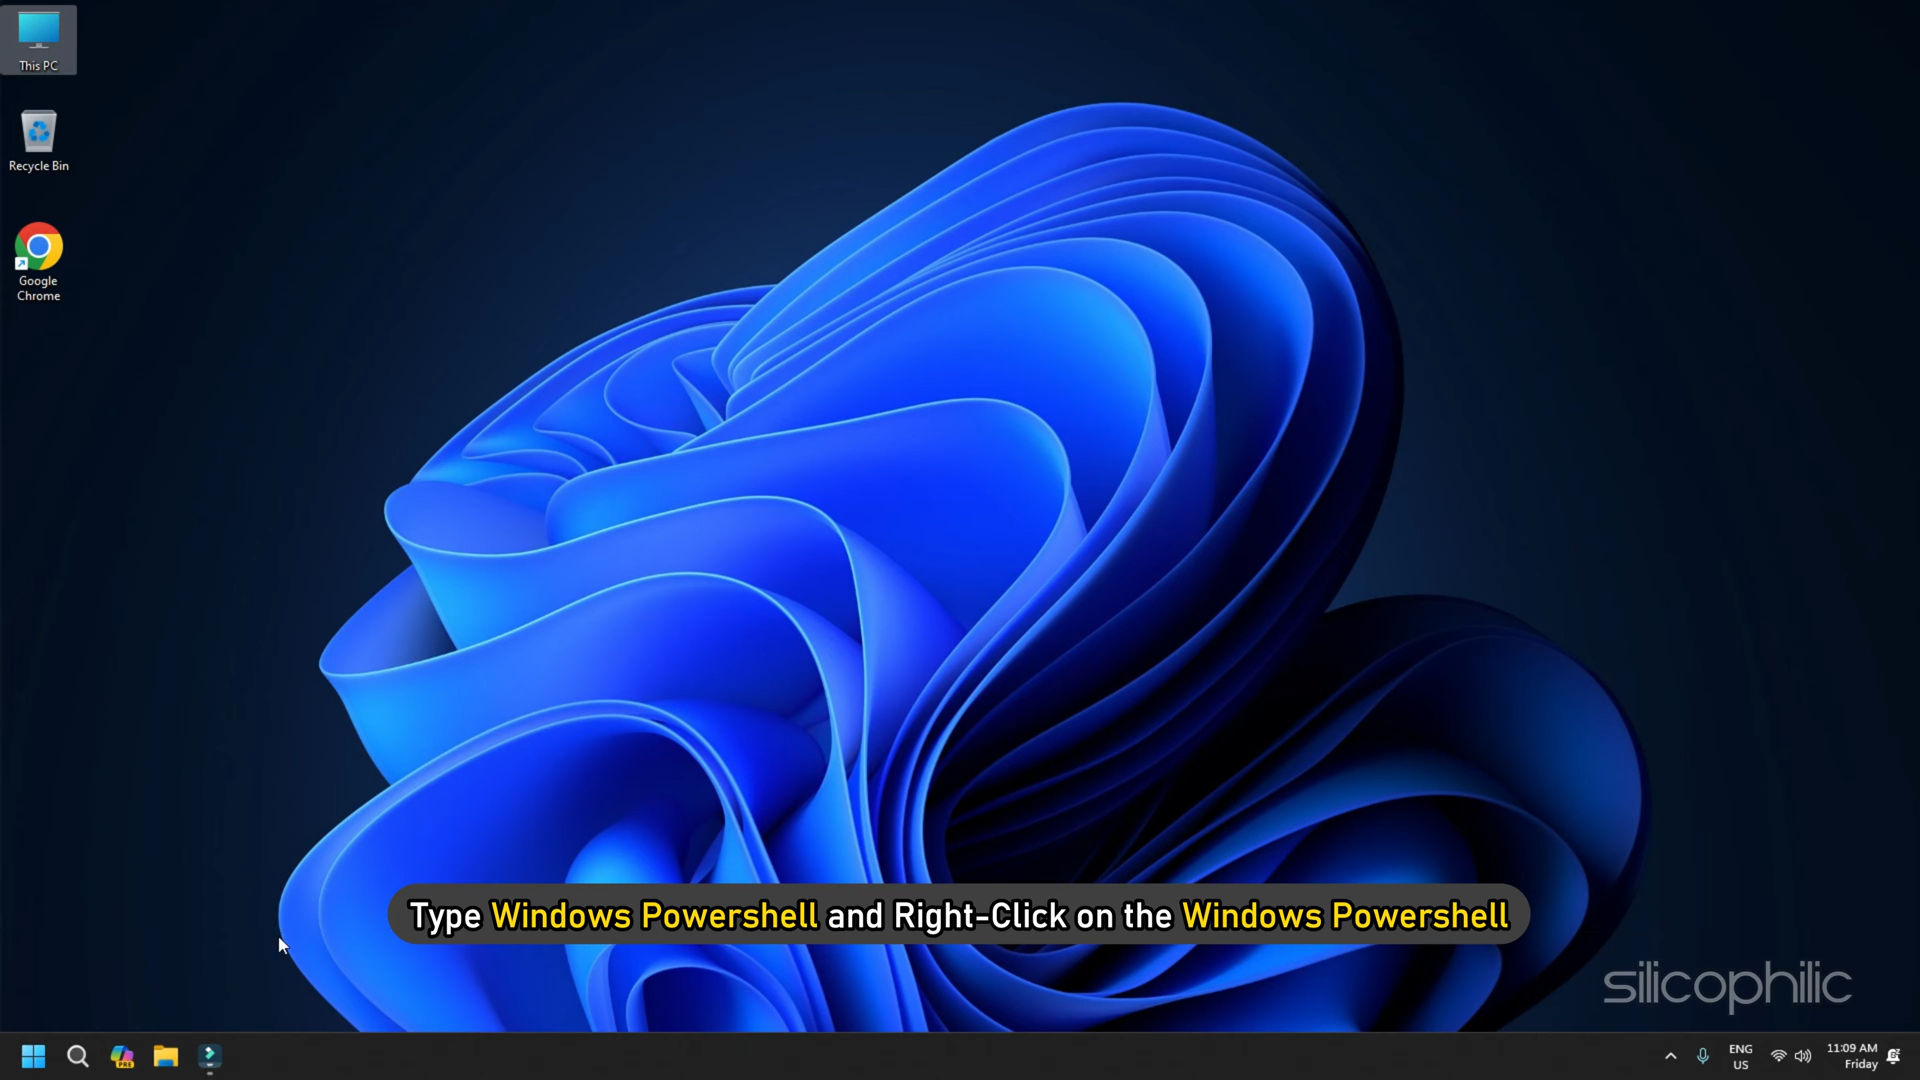 This PC
Recycle Bin
Google
Chrome
Type Windows Powershell and Right-Click on the Windows Powershell
silicophilic
PRE
ENG
US
11:09 AM
Friday